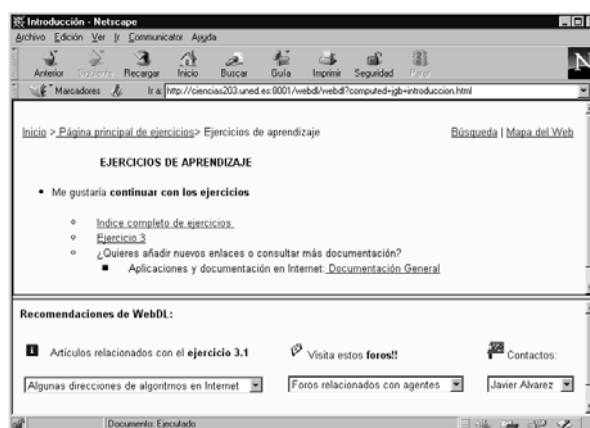 Introducción - Netscape
Archivo Edición Ver Ir Communicator Ayuda
Anterior Siguiente Recargar Inicio Buscar Guía Imprimir Seguridad Parar
N
Marcadores Ir a: http://ciencias203.uned.es:8001/webdl/webdl?computed+jgb+introduccion.html
Inicio > Página principal de ejercicios> Ejercicios de aprendizaje Búsqueda | Mapa del Web
EJERCICIOS DE APRENDIZAJE
Me gustaría continuar con los ejercicios
Indice completo de ejercicios
Ejercicio 3
¿Quieres añadir nuevos enlaces o consultar más documentación?
Aplicaciones y documentación en Internet: Documentación General
Recomendaciones de WebDL:
Artículos relacionados con el ejercicio 3.1 Visita estos foros!! Contactos:
Algunas direcciones de algoritmos en Internet Foros relacionados con agentes Javier Alvarez
Documento: Ejecutado